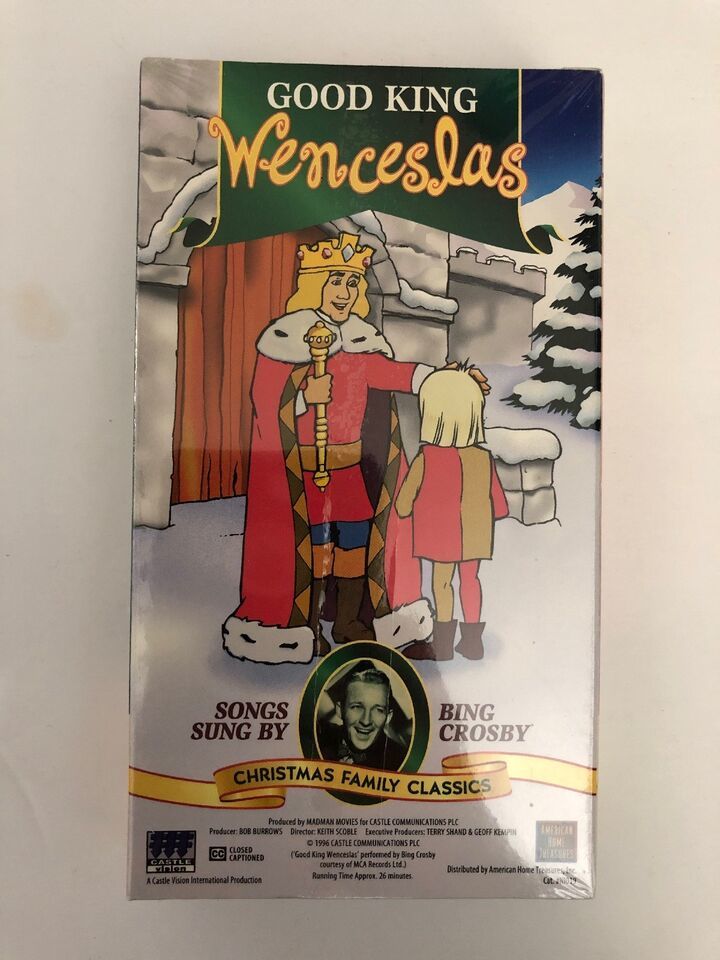 GOOD KING
Wenceslas
SONGS
SUNG BY
BING
CROSBY
CHRISTMAS FAMILY CLASSICS
Produced by MADMAN MOVIES for CASTLE COMMUNICATIONS PLC
Producer: BOB BURROWS Director: KEITH SCOBLE Executive Producers: TERRY SHAND & GEOFF KEMPIN
© 1996 CASTLE COMMUNICATIONS PLC
('Good King Wenceslas' performed by Bing Crosby
courtesy of MCA Records Ltd.)
Running Time Approx. 26 minutes.
CASTLE
vision
A Castle Vision International Production
CC CLOSED
CAPTIONED
AMERICAN
HOME
TREASURES
Distributed by American Home Treasures, Inc.
Cat.